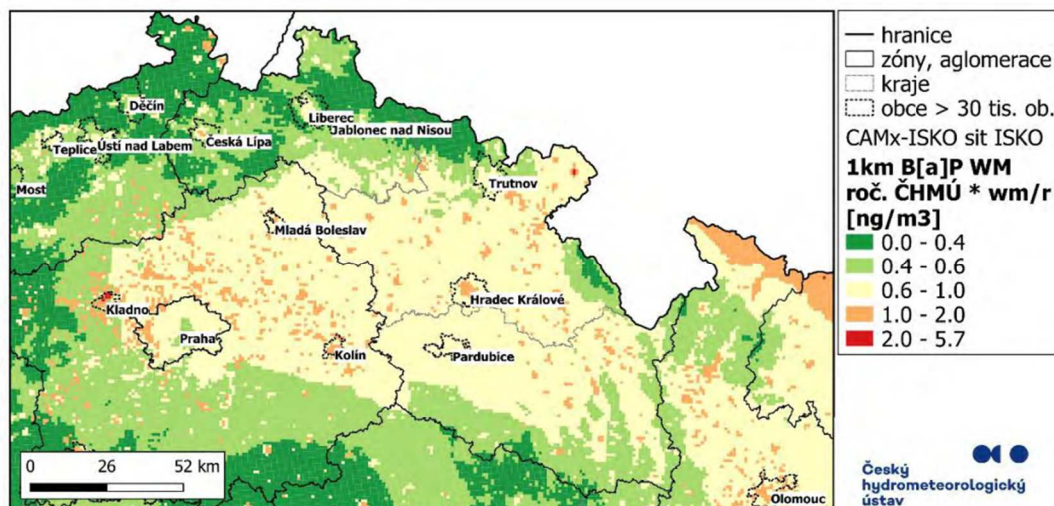 Děčín
Liberec
Jablonec nad Nisou
Teplice
Ústí nad Labem
Česká Lípa
Most
Trutnov
Mladá Boleslav
Kladno
Hradec Králové
Praha
Kolín
Pardubice
Olomouc
0 26 52 km
hranice
zóny, aglomerace
kraje
obce > 30 tis. ob.
CAMx-ISKO sit ISKO
1km B[a]P WM
roč. ČHMÚ * wm/r
[ng/m3]
0.0 - 0.4
0.4 - 0.6
0.6 - 1.0
1.0 - 2.0
2.0 - 5.7
Český
hydrometeorologický
ústav